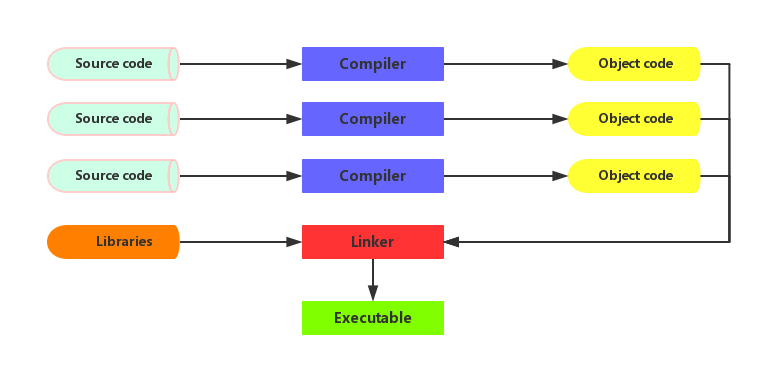 Source code
Compiler
Object code
Source code
Compiler
Object code
Source code
Compiler
Object code
Libraries
Linker
Executable